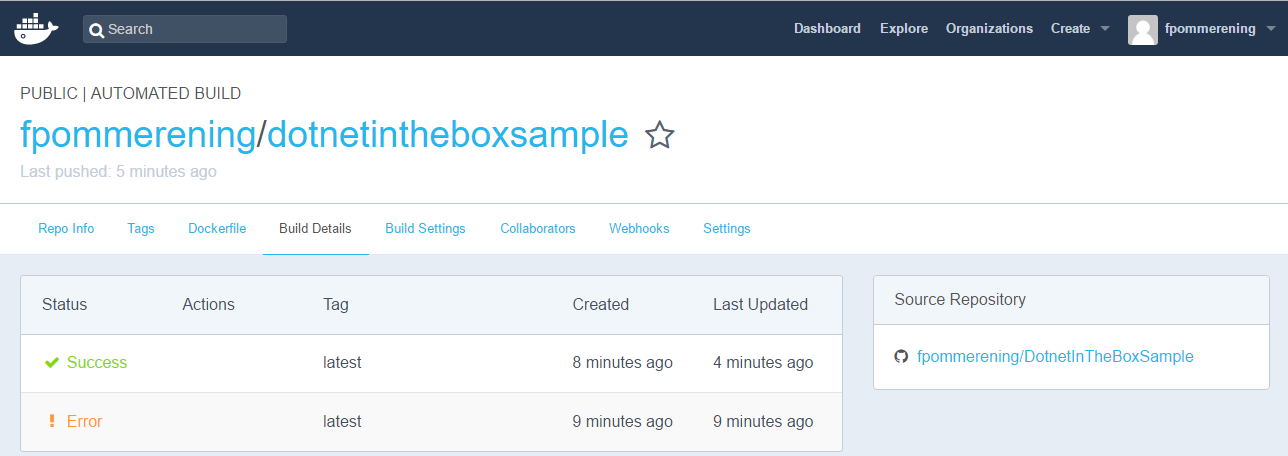 Search Dashboard Explore Organizations Create fpommerening
PUBLIC | AUTOMATED BUILD
fpommerening/dotnetintheboxsample
Last pushed: 5 minutes ago
Repo Info Tags Dockerfile Build Details Build Settings Collaborators Webhooks Settings
Status Actions Tag Created Last Updated
Success latest 8 minutes ago 4 minutes ago
Error latest 9 minutes ago 9 minutes ago
Source Repository
fpommerening/DotnetInTheBoxSample